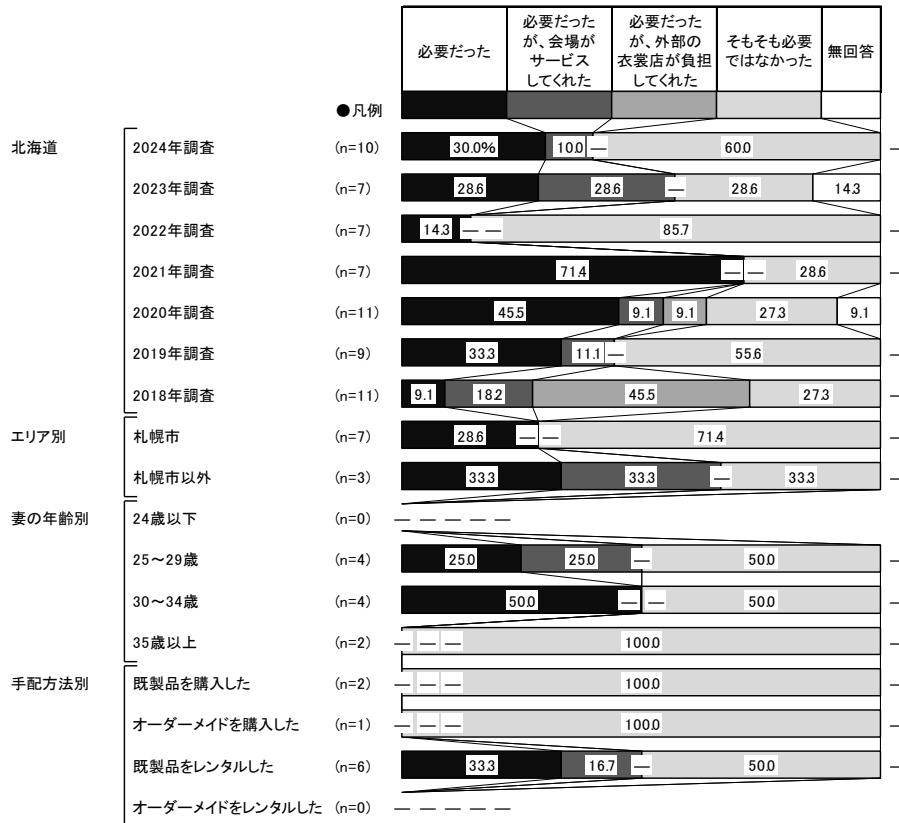 必要だった
必要だった
が、会場が
サービス
してくれた
必要だった
が、外部の
衣裳店が負担
してくれた
そもそも必要
ではなかった
無回答
●凡例
北海道 2024年調査 (n=10) 30.0% 10.0 — 60.0 —
2023年調査 (n=7) 28.6 28.6 — 28.6 14.3
2022年調査 (n=7) 14.3 — — 85.7 —
2021年調査 (n=7) 71.4 — — 28.6 —
2020年調査 (n=11) 45.5 9.1 9.1 27.3 9.1
2019年調査 (n=9) 33.3 11.1 — 55.6 —
2018年調査 (n=11) 9.1 18.2 45.5 27.3 —
エリア別 札幌市 (n=7) 28.6 — — 71.4 —
札幌市以外 (n=3) 33.3 33.3 — 33.3 —
妻の年齢別 24歳以下 (n=0) — — — — —
25～29歳 (n=4) 25.0 25.0 — 50.0 —
30～34歳 (n=4) 50.0 — — 50.0 —
35歳以上 (n=2) — — — 100.0 —
手配方法別 既製品を購入した (n=2) — — — 100.0 —
オーダーメイドを購入した (n=1) — — — 100.0 —
既製品をレンタルした (n=6) 33.3 16.7 — 50.0 —
オーダーメイドをレンタルした (n=0) — — — — —